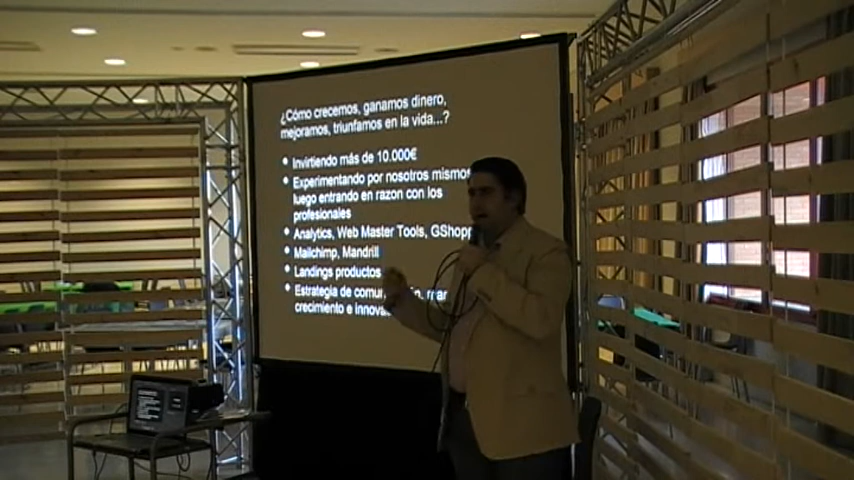 ¿Cómo crecemos, ganamos dinero,
mejoramos, triunfamos en la vida...?
• Invirtiendo más de 10.000€
• Experimentando por nosotros mismos
luego entrando en razon con los
profesionales
• Analytics, Web Master Tools, GShopp
• Mailchimp, Mandrill
• Landings productos
• Estrategia de comuni
crecimiento e innova